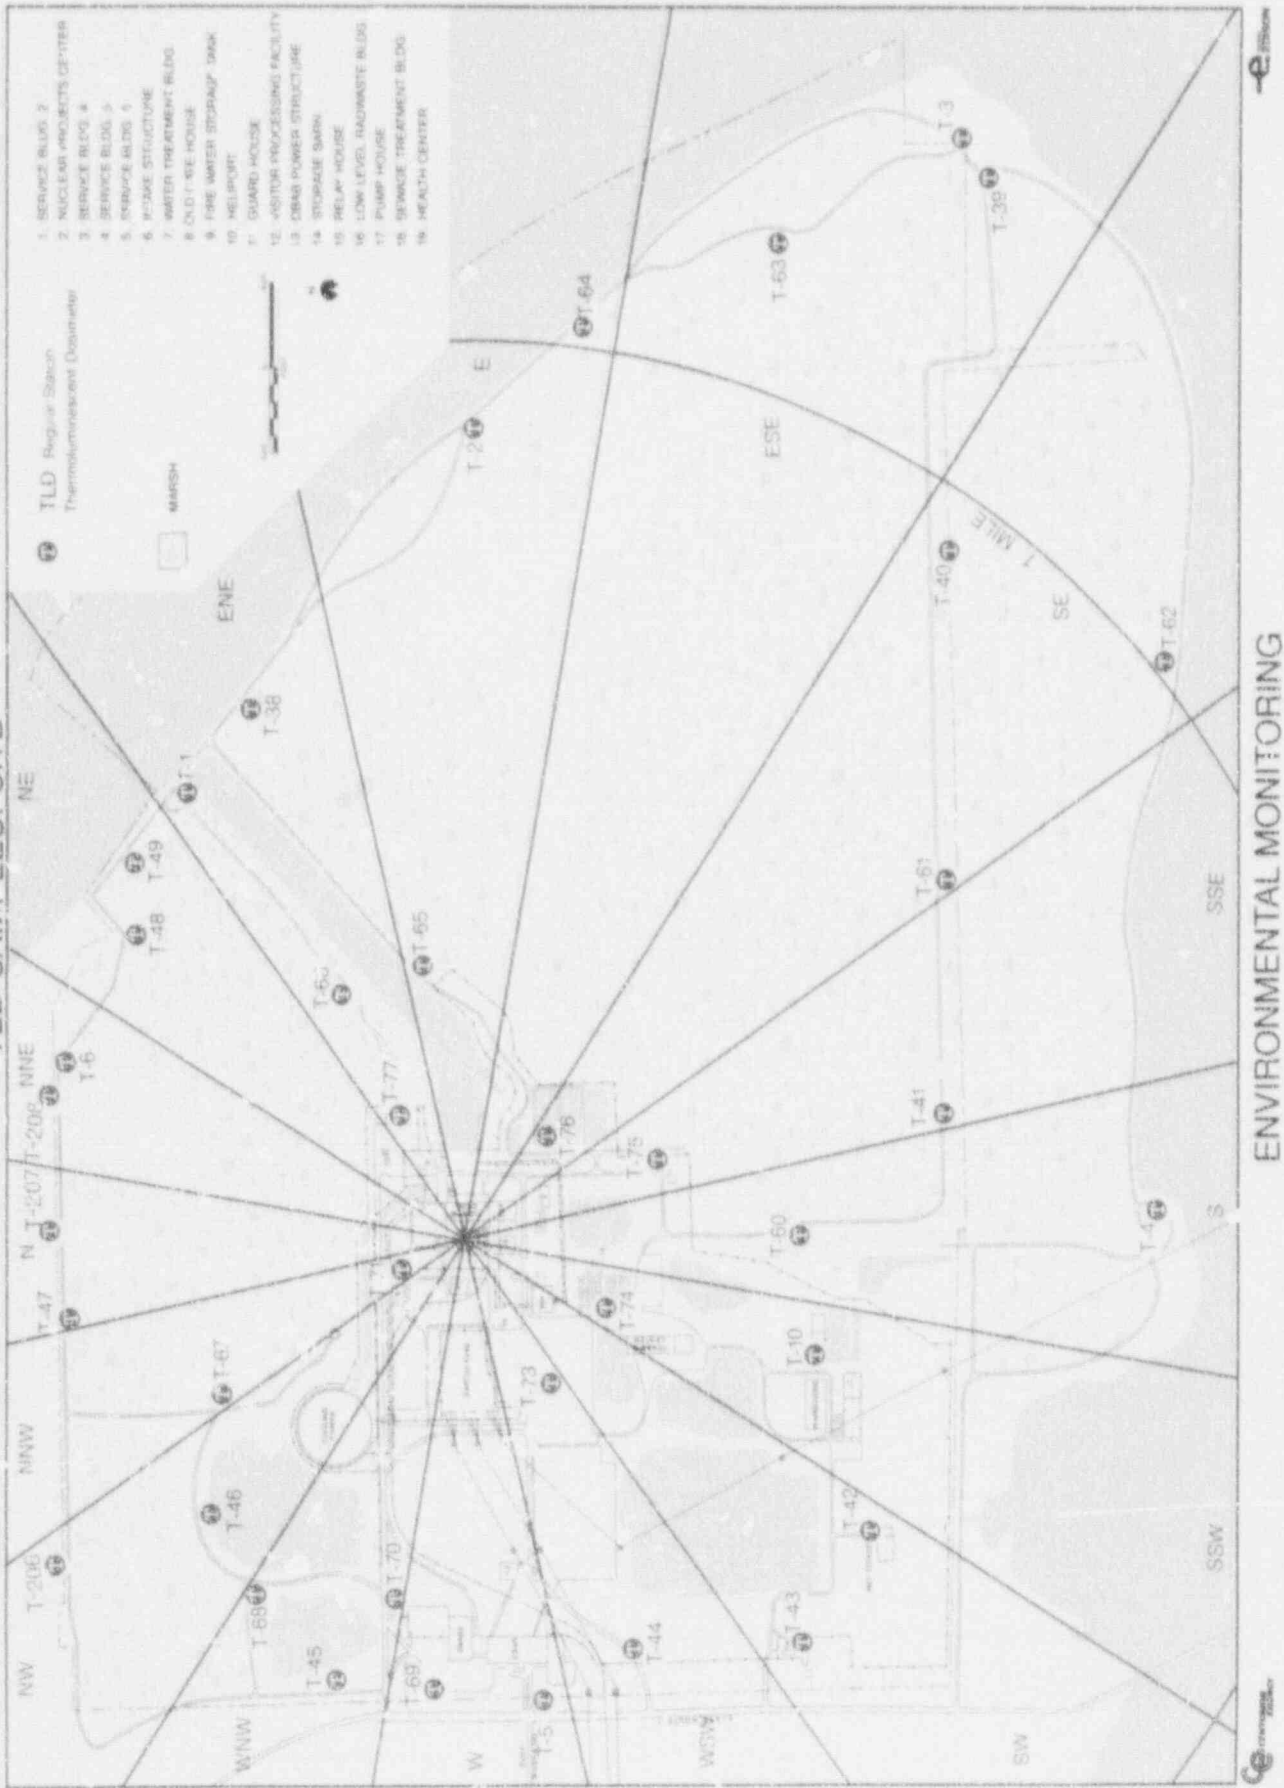 1. SERVICE BLDG 2
2. NUCLEAR PROJECTS CENTER
3. SERVICE BLDG 4
4. SERVICE BLDG 5
5. SERVICE BLDG 6
6. INTAKE STRUCTURE
7. WATER TREATMENT BLDG.
8. OLD ICE HOUSE
9. FIRE WATER STORAGE TANK
10. HELIPORT
11. GUARD HOUSE
12. VISITOR PROCESSING FACILITY
13. DBAB POWER STRUCTURE
14. STORAGE BARN
15. RELAY HOUSE
16. LOW LEVEL RADWASTE BLDG
17. PUMP HOUSE
18. SEWAGE TREATMENT BLDG
19. HEALTH CENTER
TLD Regular Station
Thermoluminescent Dosimeter
MARSH
NW
T-206
NNW
T-47
N
T-207
T-208
NNE
T-6
T-48
T-49
NE
T-1
T-38
ENE
T-2
E
T-64
T-67
T-46
T-68
T-45
WNW
T-70
T-69
W
T-5
T-77
T-65
T-76
T-75
T-73
T-74
T-44
WSW
T-43
T-42
T-10
T-60
T-41
T-61
T-40
T-63
T-3
T-39
ESE
1 MILE
SE
T-62
SSE
T-4
S
SSW
SW
ENVIRONMENTAL MONITORING